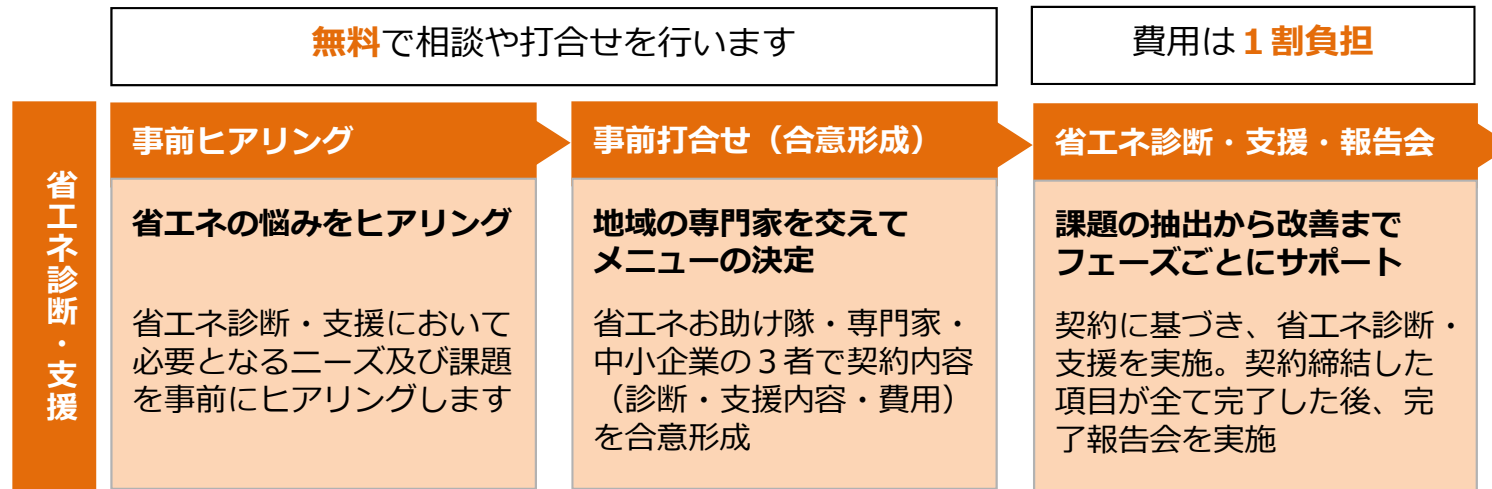 無料で相談や打合せを行います
費用は１割負担
省エネ診断・支援
事前ヒアリング
省エネの悩みをヒアリング
省エネ診断・支援において
必要となるニーズ及び課題
を事前にヒアリングします
事前打合せ（合意形成）
地域の専門家を交えて
メニューの決定
省エネお助け隊・専門家・
中小企業の３者で契約内容
（診断・支援内容・費用）
を合意形成
省エネ診断・支援・報告会
課題の抽出から改善まで
フェーズごとにサポート
契約に基づき、省エネ診断・
支援を実施。契約締結した
項目が全て完了した後、完
了報告会を実施